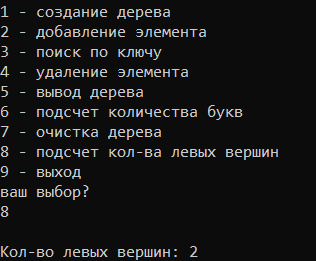 1 - создание дерева
2 - добавление элемента
3 - поиск по ключу
4 - удаление элемента
5 - вывод дерева
6 - подсчет количества букв
7 - очистка дерева
8 - подсчет кол-ва левых вершин
9 - выход
ваш выбор?
8
Кол-во левых вершин: 2